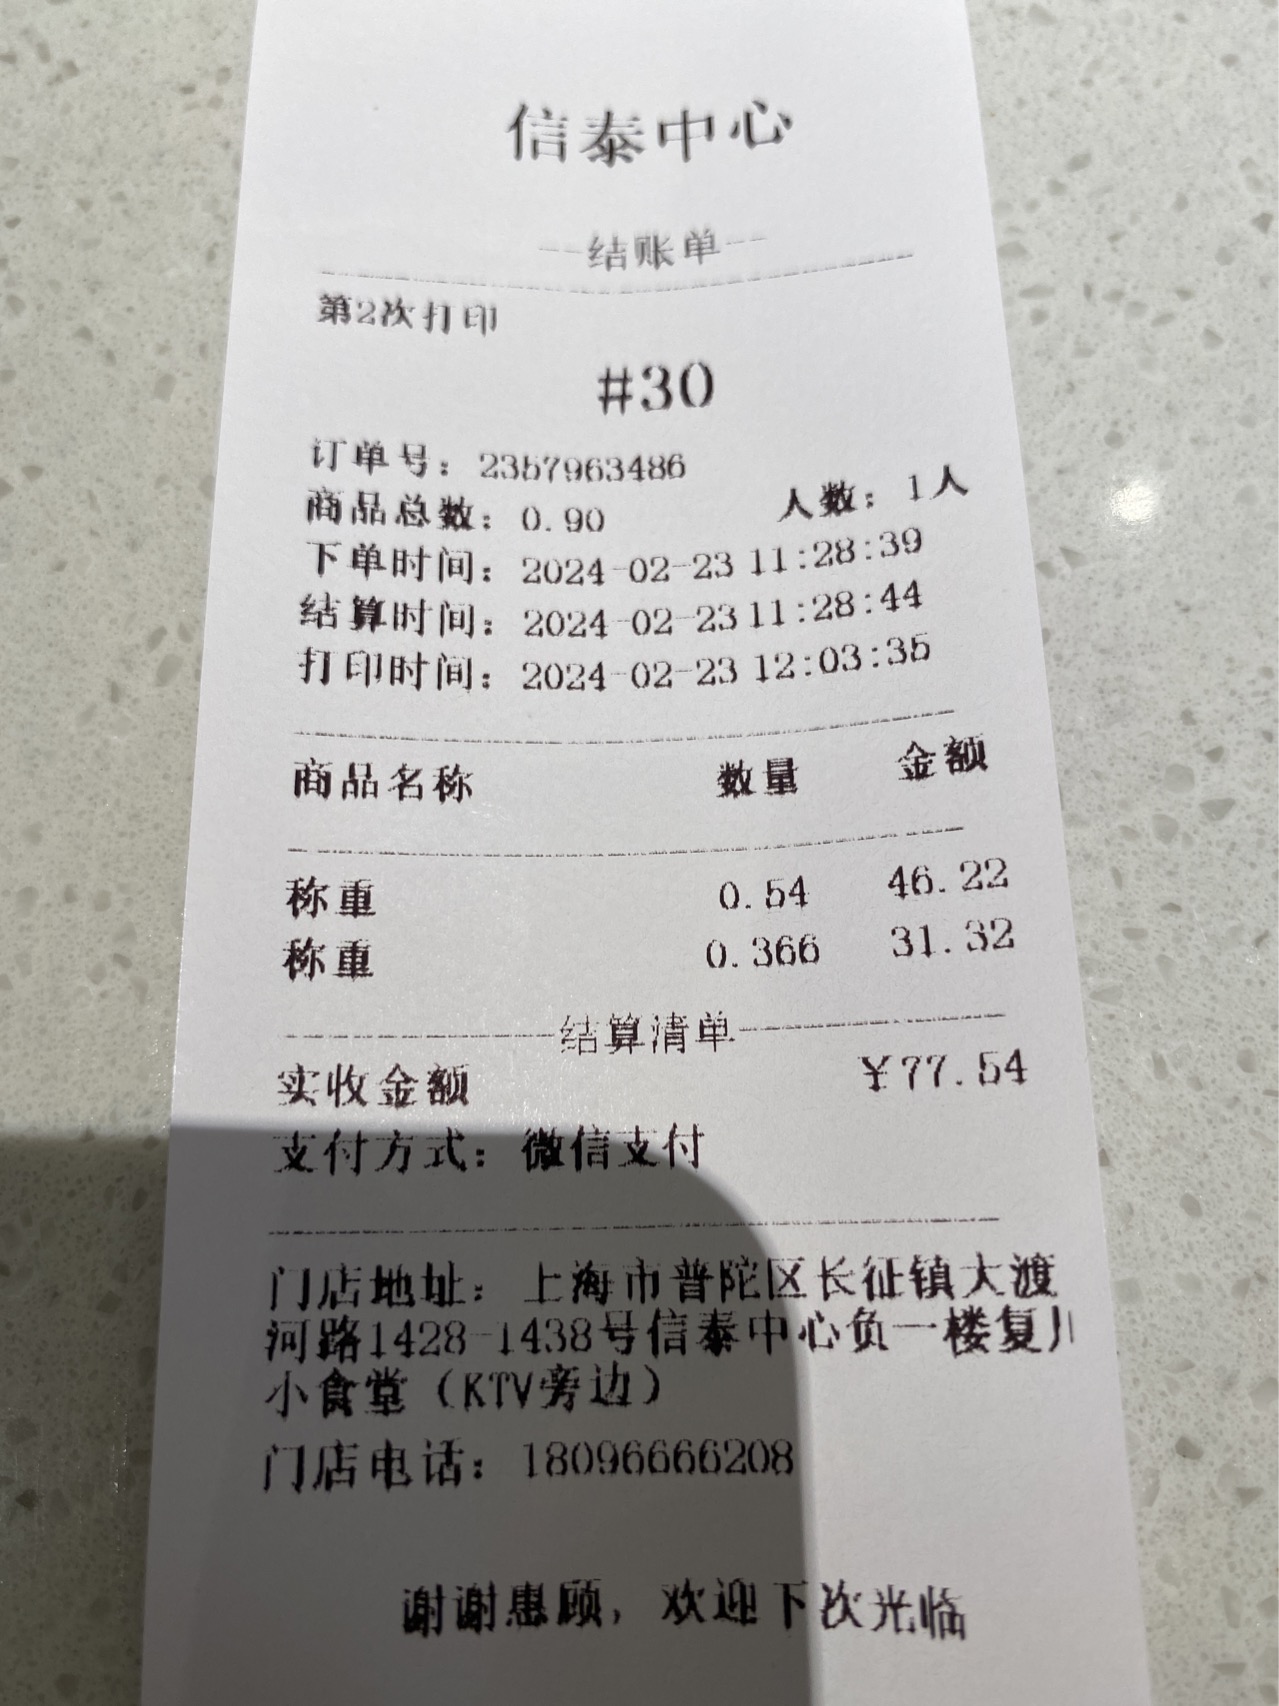 信泰中心
--结账单--
第2次打印
#30
订单号：2357963486
商品总数：0.90 人数：1人
下单时间：2024-02-23 11:28:39
结算时间：2024-02-23 11:28:44
打印时间：2024-02-23 12:03:35
商品名称 数量 金额
称重 0.54 46.22
称重 0.366 31.32
结算清单
实收金额 ¥77.54
支付方式：微信支付
门店地址：上海市普陀区长征镇大渡
河路1428-1438号信泰中心负一楼复
小食堂（KTV旁边）
门店电话：18096666208
谢谢惠顾，欢迎下次光临